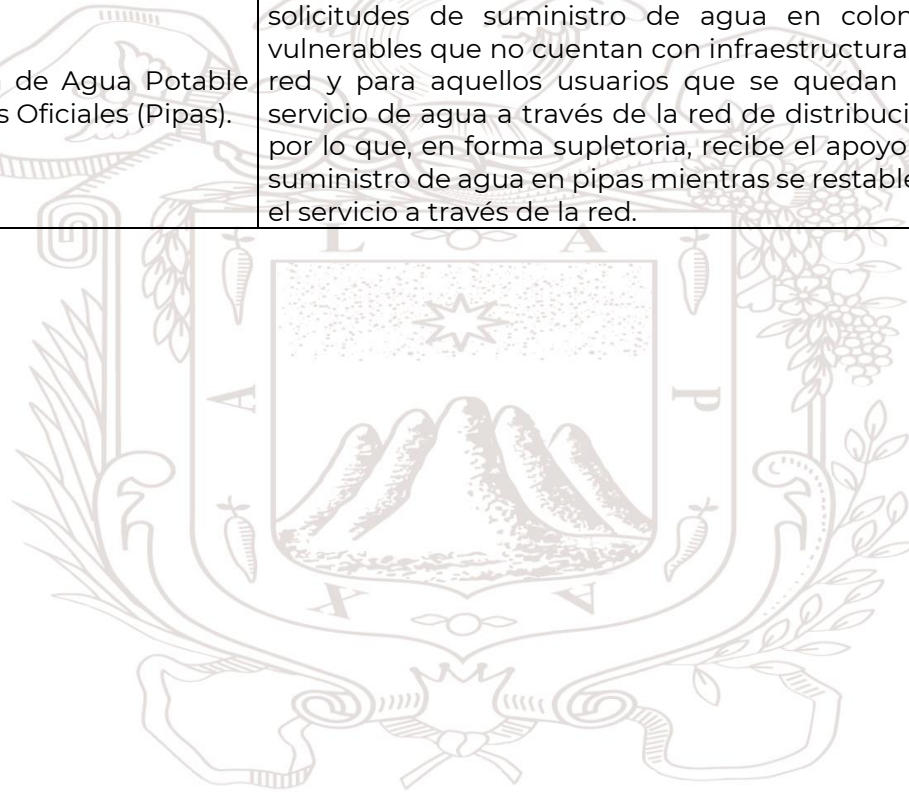 de Agua Potable
s Oficiales (Pipas).
solicitudes de suministro de agua en colon
vulnerables que no cuentan con infraestructura
red y para aquellos usuarios que se quedan
servicio de agua a través de la red de distribuci
por lo que, en forma supletoria, recibe el apoyo
suministro de agua en pipas mientras se restable
el servicio a través de la red.
L A
A P
X A